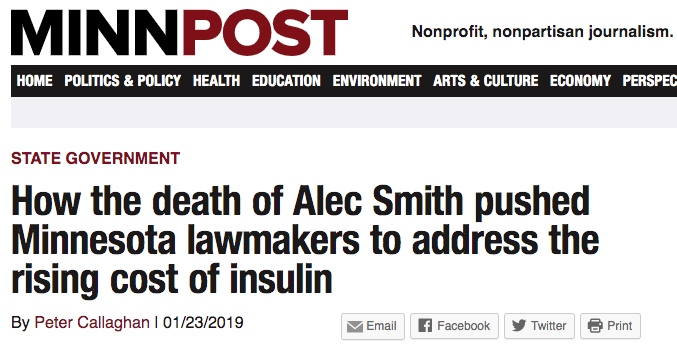 MINNPOST
Nonprofit, nonpartisan journalism.
HOME POLITICS & POLICY HEALTH EDUCATION ENVIRONMENT ARTS & CULTURE ECONOMY PERSPEC
STATE GOVERNMENT
How the death of Alec Smith pushed
Minnesota lawmakers to address the
rising cost of insulin
By Peter Callaghan | 01/23/2019
Email Facebook Twitter Print